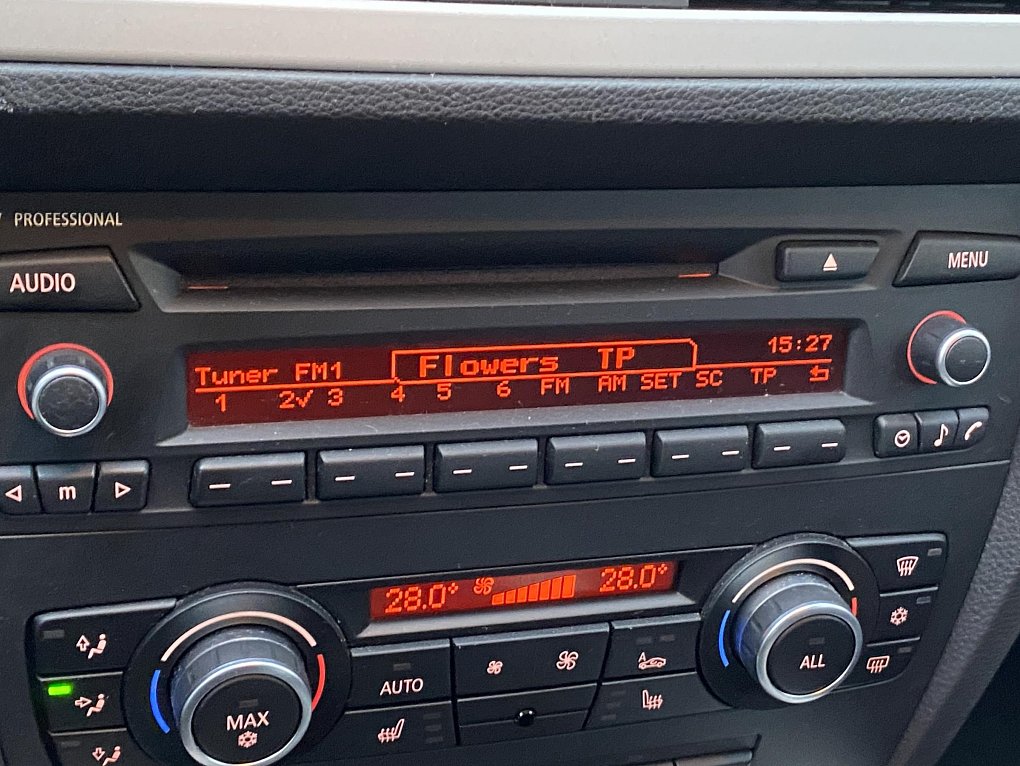 PROFESSIONAL
AUDIO
MENU
Tuner FM1 Flowers TP 15:27
1 2√ 3 4 5 6 FM AM SET SC TP
m
28.0° 28.0°
AUTO
ALL
MAX